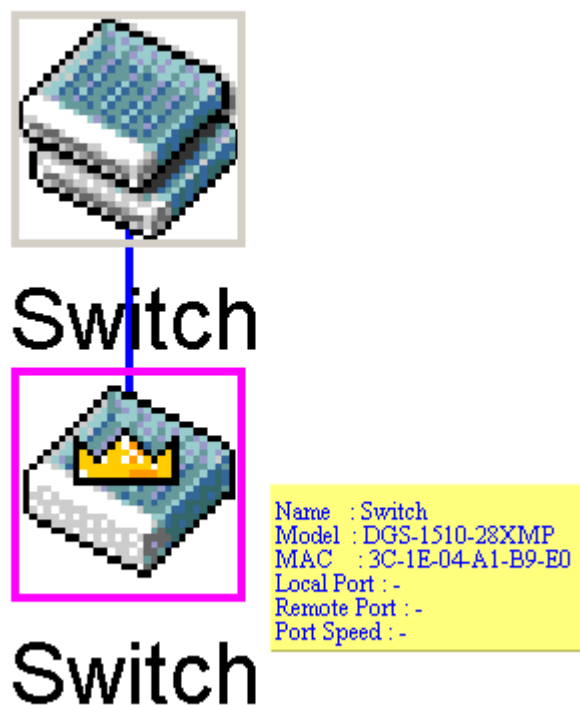 Switch
Name : Switch
Model : DGS-1510-28XMP
MAC : 3C-1E-04-A1-B9-E0
Local Port : -
Remote Port : -
Port Speed : -
Switch